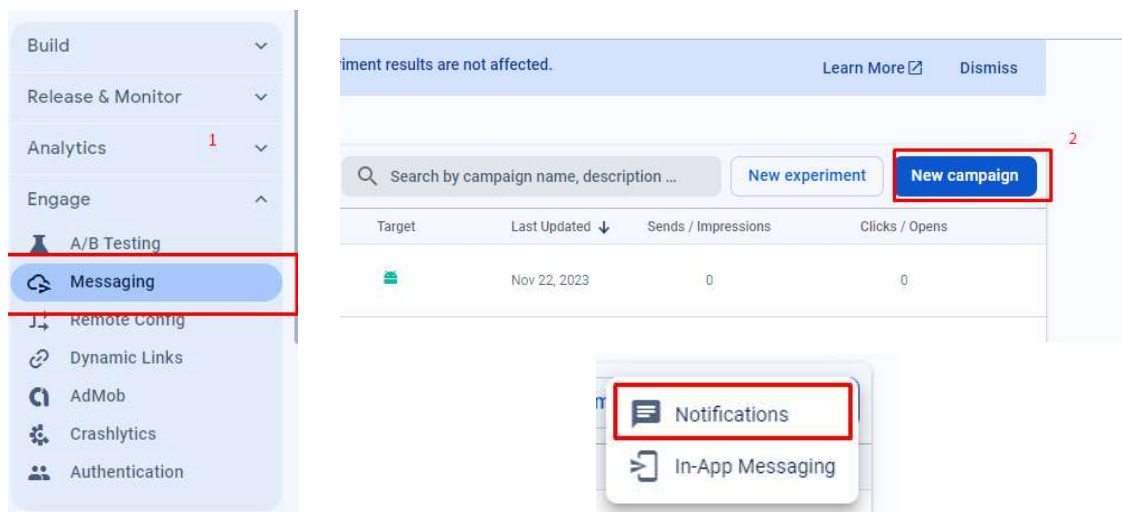 Build
Release & Monitor
Analytics
1
Engage
A/B Testing
Messaging
Remote Config
Dynamic Links
AdMob
Crashlytics
Authentication
iment results are not affected.
Learn More
Dismiss
2
Search by campaign name, description ...
New experiment
New campaign
Target
Last Updated
Sends / Impressions
Clicks / Opens
Nov 22, 2023
0
0
m
Notifications
In-App Messaging